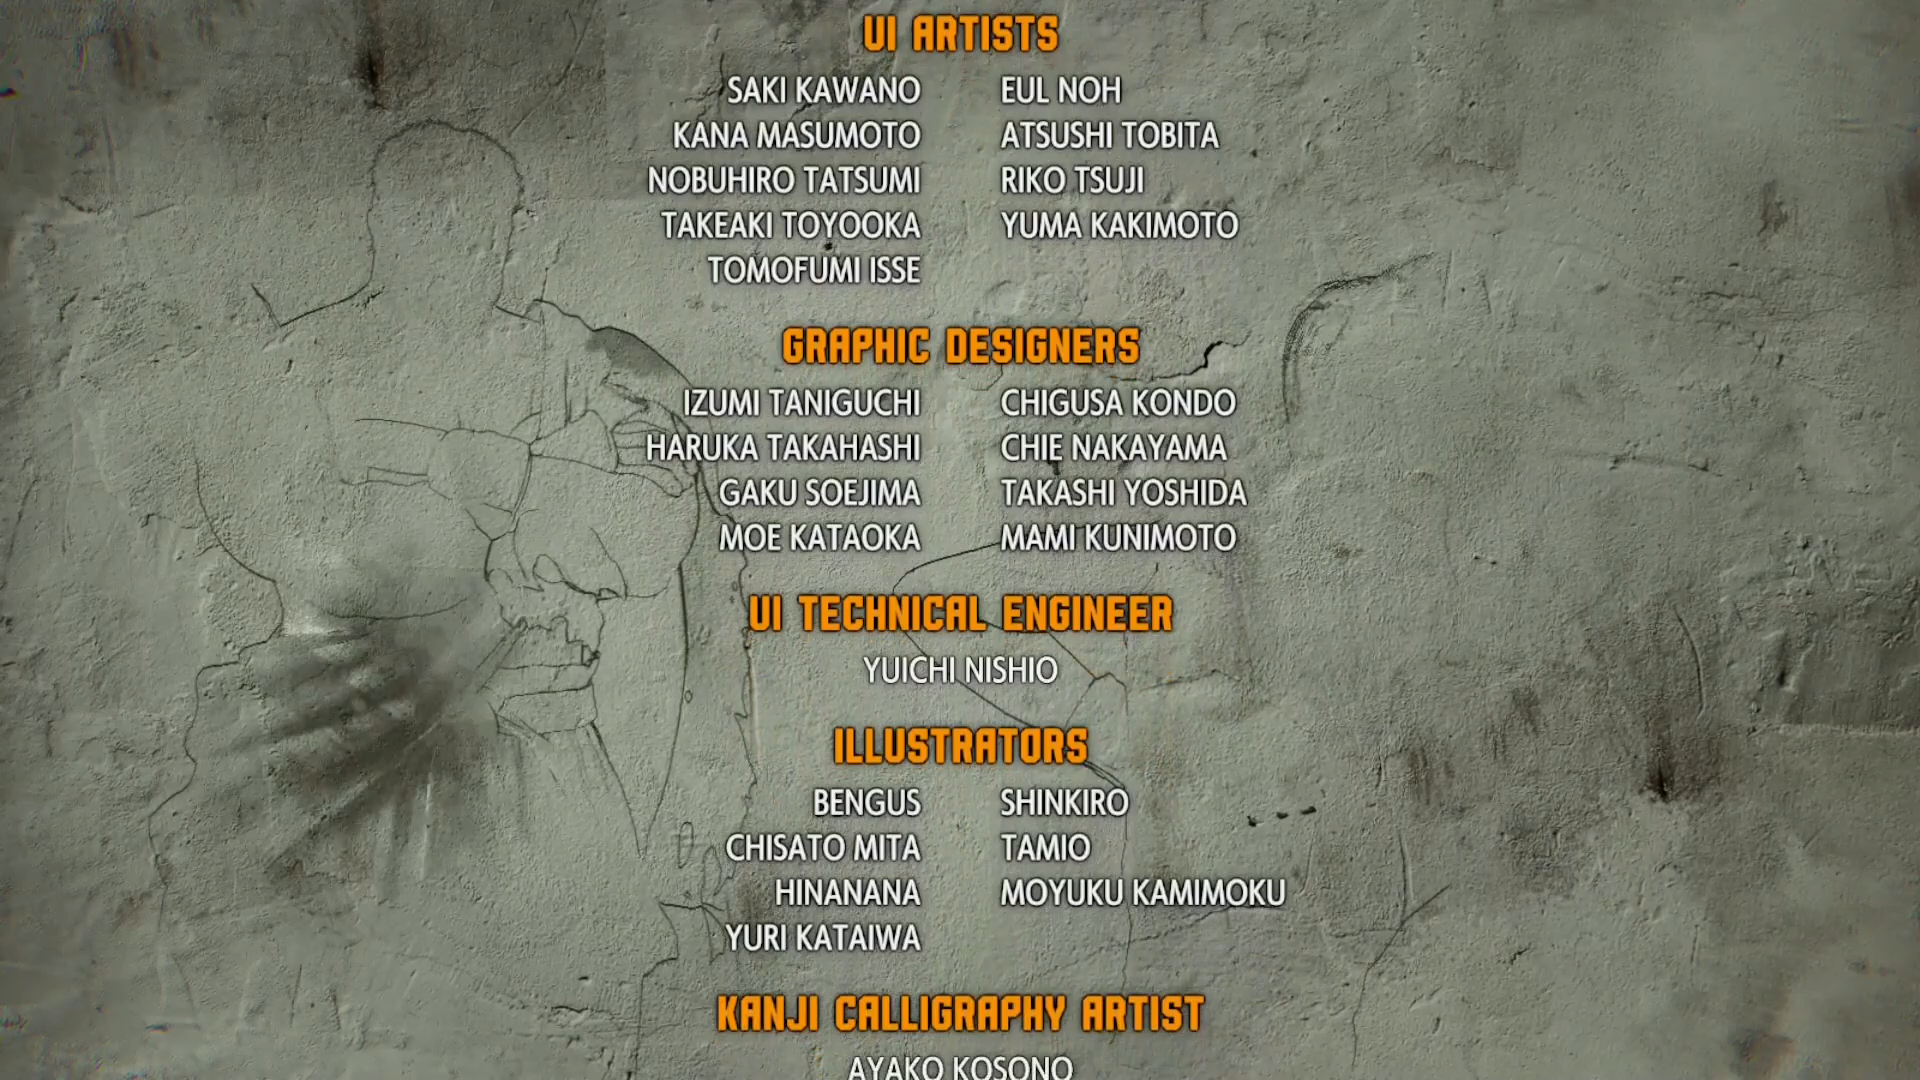 UI ARTISTS
SAKI KAWANO EUL NOH
KANA MASUMOTO ATSUSHI TOBITA
NOBUHIRO TATSUMI RIKO TSUJI
TAKEAKI TOYOOKA YUMA KAKIMOTO
TOMOFUMI ISSE
GRAPHIC DESIGNERS
IZUMI TANIGUCHI CHIGUSA KONDO
HARUKA TAKAHASHI CHIE NAKAYAMA
GAKU SOEJIMA TAKASHI YOSHIDA
MOE KATAOKA MAMI KUNIMOTO
UI TECHNICAL ENGINEER
YUICHI NISHIO
ILLUSTRATORS
BENGUS SHINKIRO
CHISATO MITA TAMIO
HINANANA MOYUKU KAMIMOKU
YURI KATAIWA
KANJI CALLIGRAPHY ARTIST
AYAKO KOSONO